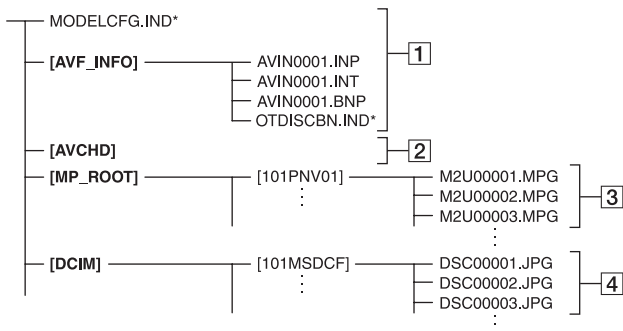 MODELCFG.IND*
[AVF_INFO] AVIN0001.INP
AVIN0001.INT
AVIN0001.BNP
OTDISCBN.IND*
1
[AVCHD] 2
[MP_ROOT] [101PNV01] M2U00001.MPG
M2U00002.MPG
M2U00003.MPG
3
[DCIM] [101MSDCF] DSC00001.JPG
DSC00002.JPG
DSC00003.JPG
4